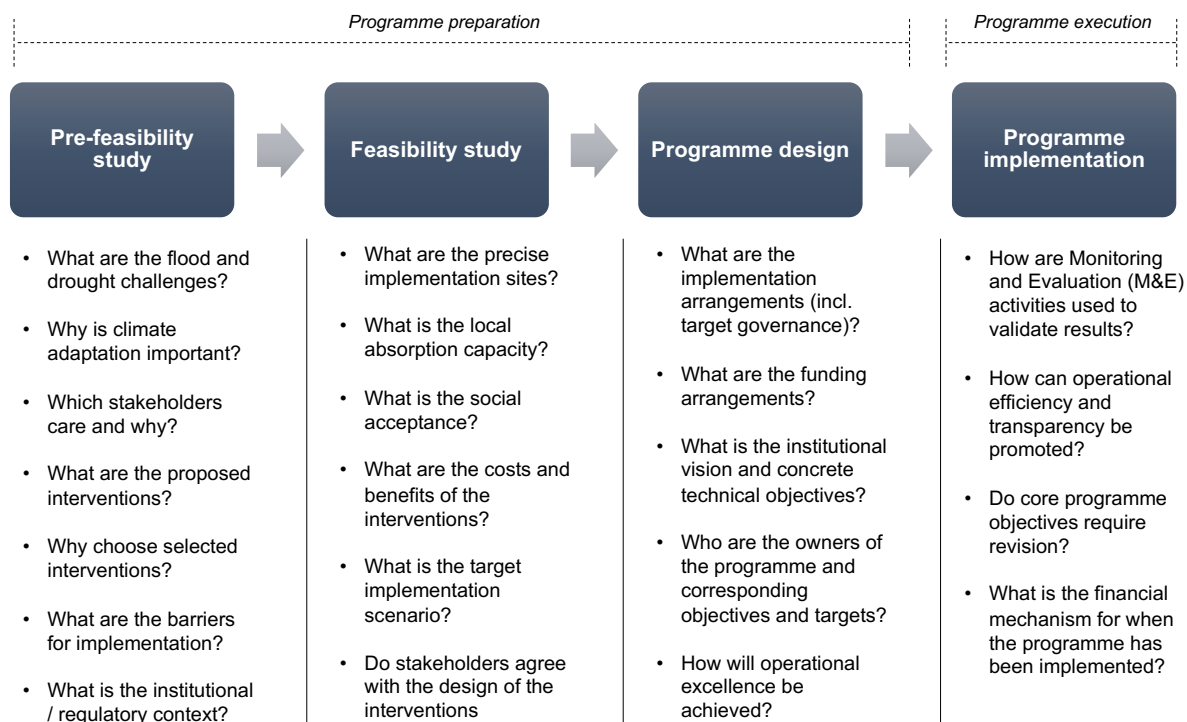 Programme preparation
Programme execution
Pre-feasibility
study
Feasibility study
Programme design
Programme
implementation
• What are the flood and
drought challenges?
• Why is climate
adaptation important?
• Which stakeholders
care and why?
• What are the proposed
interventions?
• Why choose selected
interventions?
• What are the barriers
for implementation?
• What is the institutional
/ regulatory context?
• What are the precise
implementation sites?
• What is the local
absorption capacity?
• What is the social
acceptance?
• What are the costs and
benefits of the
interventions?
• What is the target
implementation
scenario?
• Do stakeholders agree
with the design of the
interventions
• What are the
implementation
arrangements (incl.
target governance)?
• What are the funding
arrangements?
• What is the institutional
vision and concrete
technical objectives?
• Who are the owners of
the programme and
corresponding
objectives and targets?
• How will operational
excellence be
achieved?
• How are Monitoring
and Evaluation (M&E)
activities used to
validate results?
• How can operational
efficiency and
transparency be
promoted?
• Do core programme
objectives require
revision?
• What is the financial
mechanism for when
the programme has
been implemented?